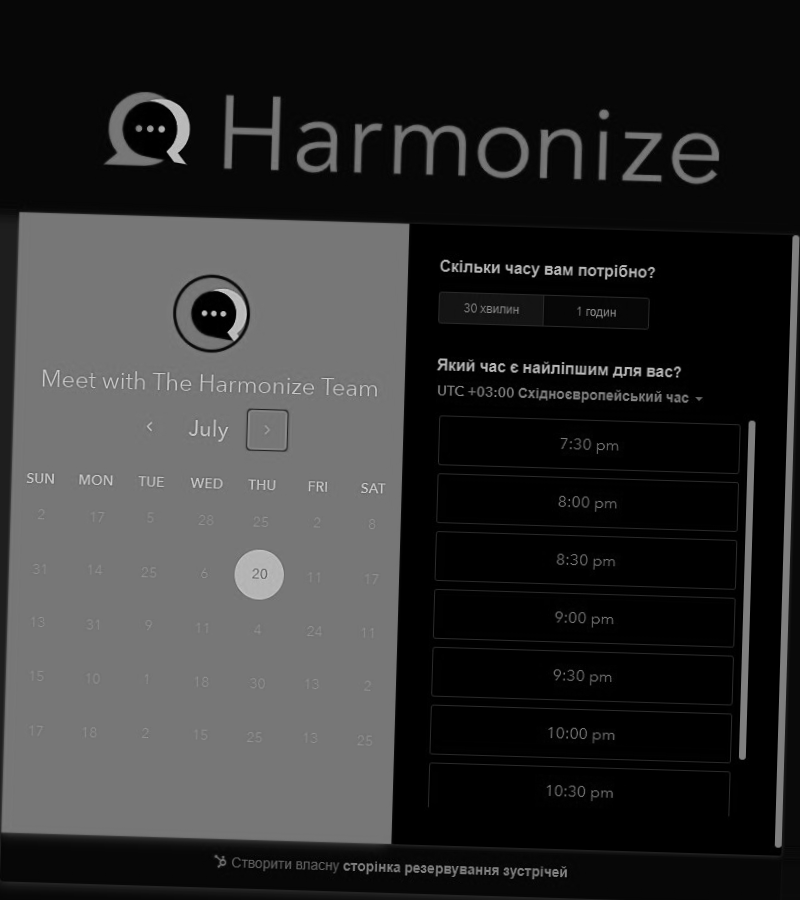 Harmonize
Meet with The Harmonize Team
July
SUN MON TUE WED THU FRI SAT
2 17 5 28 25 2 8
31 14 25 6 20 11 17
13 31 9 11 4 24 11
15 10 1 18 30 13 2
17 18 2 15 25 13 25
Скільки часу вам потрібно?
30 хвилин 1 годин
Який час є найліпшим для вас?
UTC +03:00 Східноєвропейський час
7:30 pm
8:00 pm
8:30 pm
9:00 pm
9:30 pm
10:00 pm
10:30 pm
Створити власну сторінка резервування зустрічей